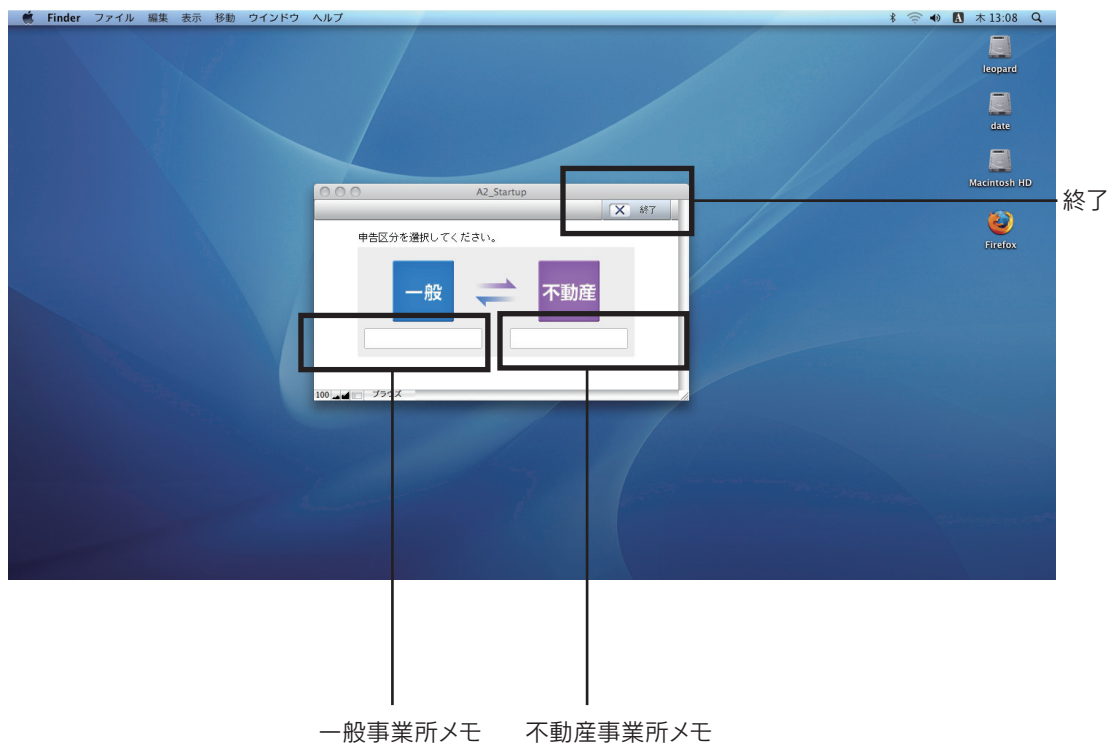 Finder ファイル 編集 表示 移動 ウインドウ ヘルプ
A 木 13:08
leopard
date
Macintosh HD
Firefox
A2_Startup
終了
終了
申告区分を選択してください。
一般 不動産
100 ブラウズ
一般事業所メモ 不動産事業所メモ